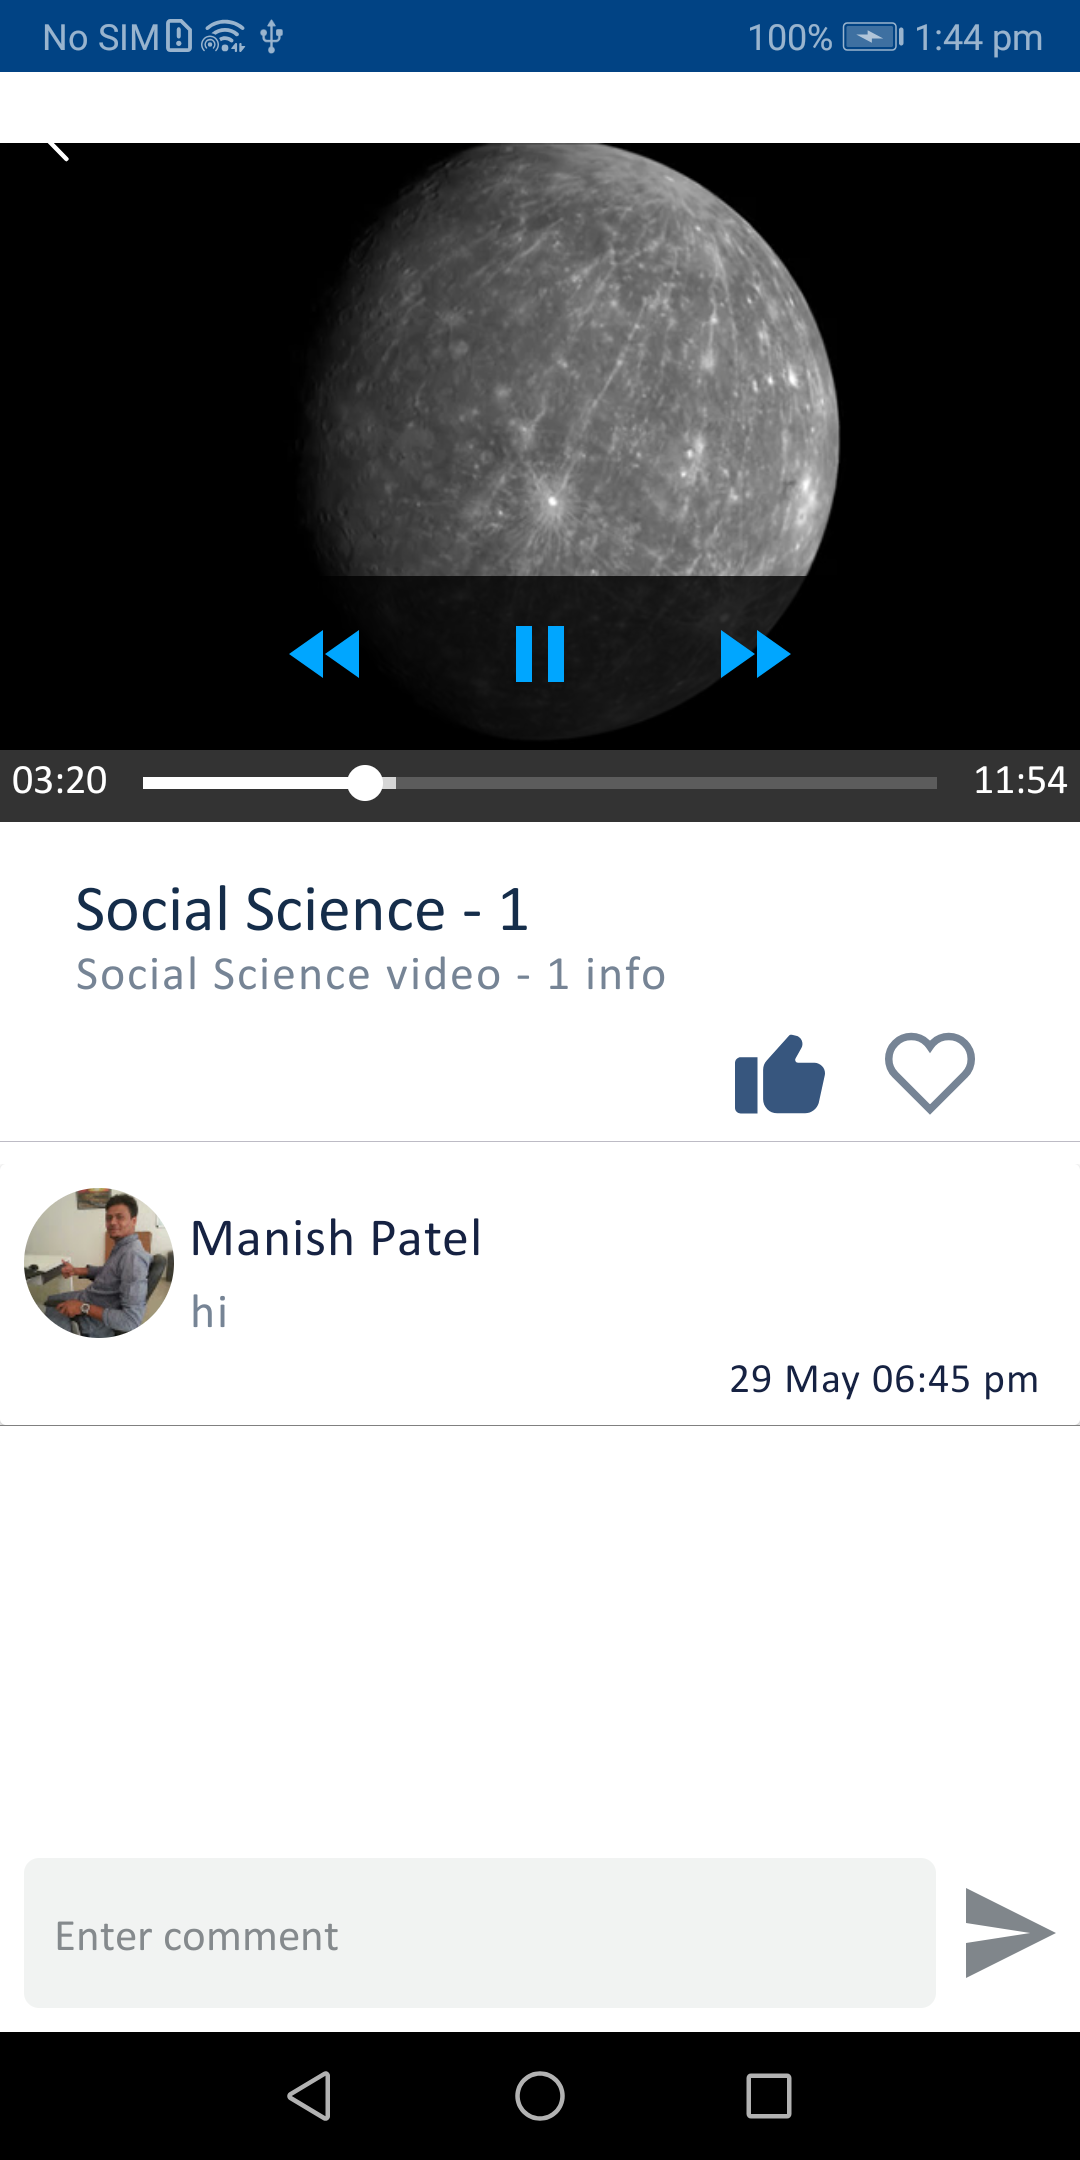 No SIM 100% 1:44 pm
03:20 11:54
Social Science - 1
Social Science video - 1 info
Manish Patel
hi
29 May 06:45 pm
Enter comment